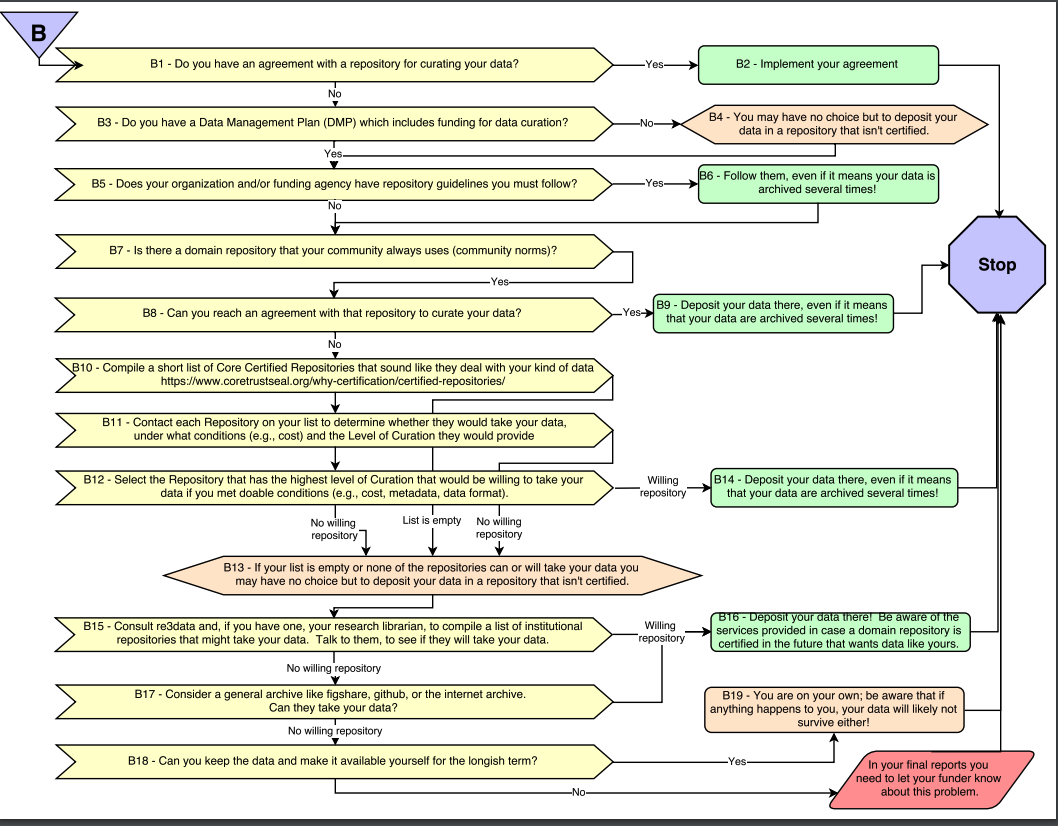 B
B1 - Do you have an agreement with a repository for curating your data?
Yes
B2 - Implement your agreement
No
B3 - Do you have a Data Management Plan (DMP) which includes funding for data curation?
No
B4 - You may have no choice but to deposit your
data in a repository that isn't certified.
Yes
B5 - Does your organization and/or funding agency have repository guidelines you must follow?
Yes
B6 - Follow them, even if it means your data is
archived several times!
No
B7 - Is there a domain repository that your community always uses (community norms)?
Stop
Yes
B8 - Can you reach an agreement with that repository to curate your data?
Yes
B9 - Deposit your data there, even if it means
that your data are archived several times!
No
B10 - Compile a short list of Core Certified Repositories that sound like they deal with your kind of data
https://www.coretrustseal.org/why-certification/certified-repositories/
B11 - Contact each Repository on your list to determine whether they would take your data,
under what conditions (e.g., cost) and the Level of Curation they would provide
B12 - Select the Repository that has the highest level of Curation that would be willing to take your
data if you met doable conditions (e.g., cost, metadata, data format).
Willing
repository
B14 - Deposit your data there, even if it means
that your data are archived several times!
No willing
repository
List is empty
No willing
repository
B13 - If your list is empty or none of the repositories can or will take your data you
may have no choice but to deposit your data in a repository that isn't certified.
B15 - Consult re3data and, if you have one, your research librarian, to compile a list of institutional
repositories that might take your data. Talk to them, to see if they will take your data.
Willing
repository
B16 - Deposit your data there! Be aware of the
services provided in case a domain repository is
certified in the future that wants data like yours.
No willing repository
B17 - Consider a general archive like figshare, github, or the internet archive.
Can they take your data?
B19 - You are on your own; be aware that if
anything happens to you, your data will likely not
survive either!
No willing repository
B18 - Can you keep the data and make it available yourself for the longish term?
Yes
In your final reports you
need to let your funder know
about this problem.
No